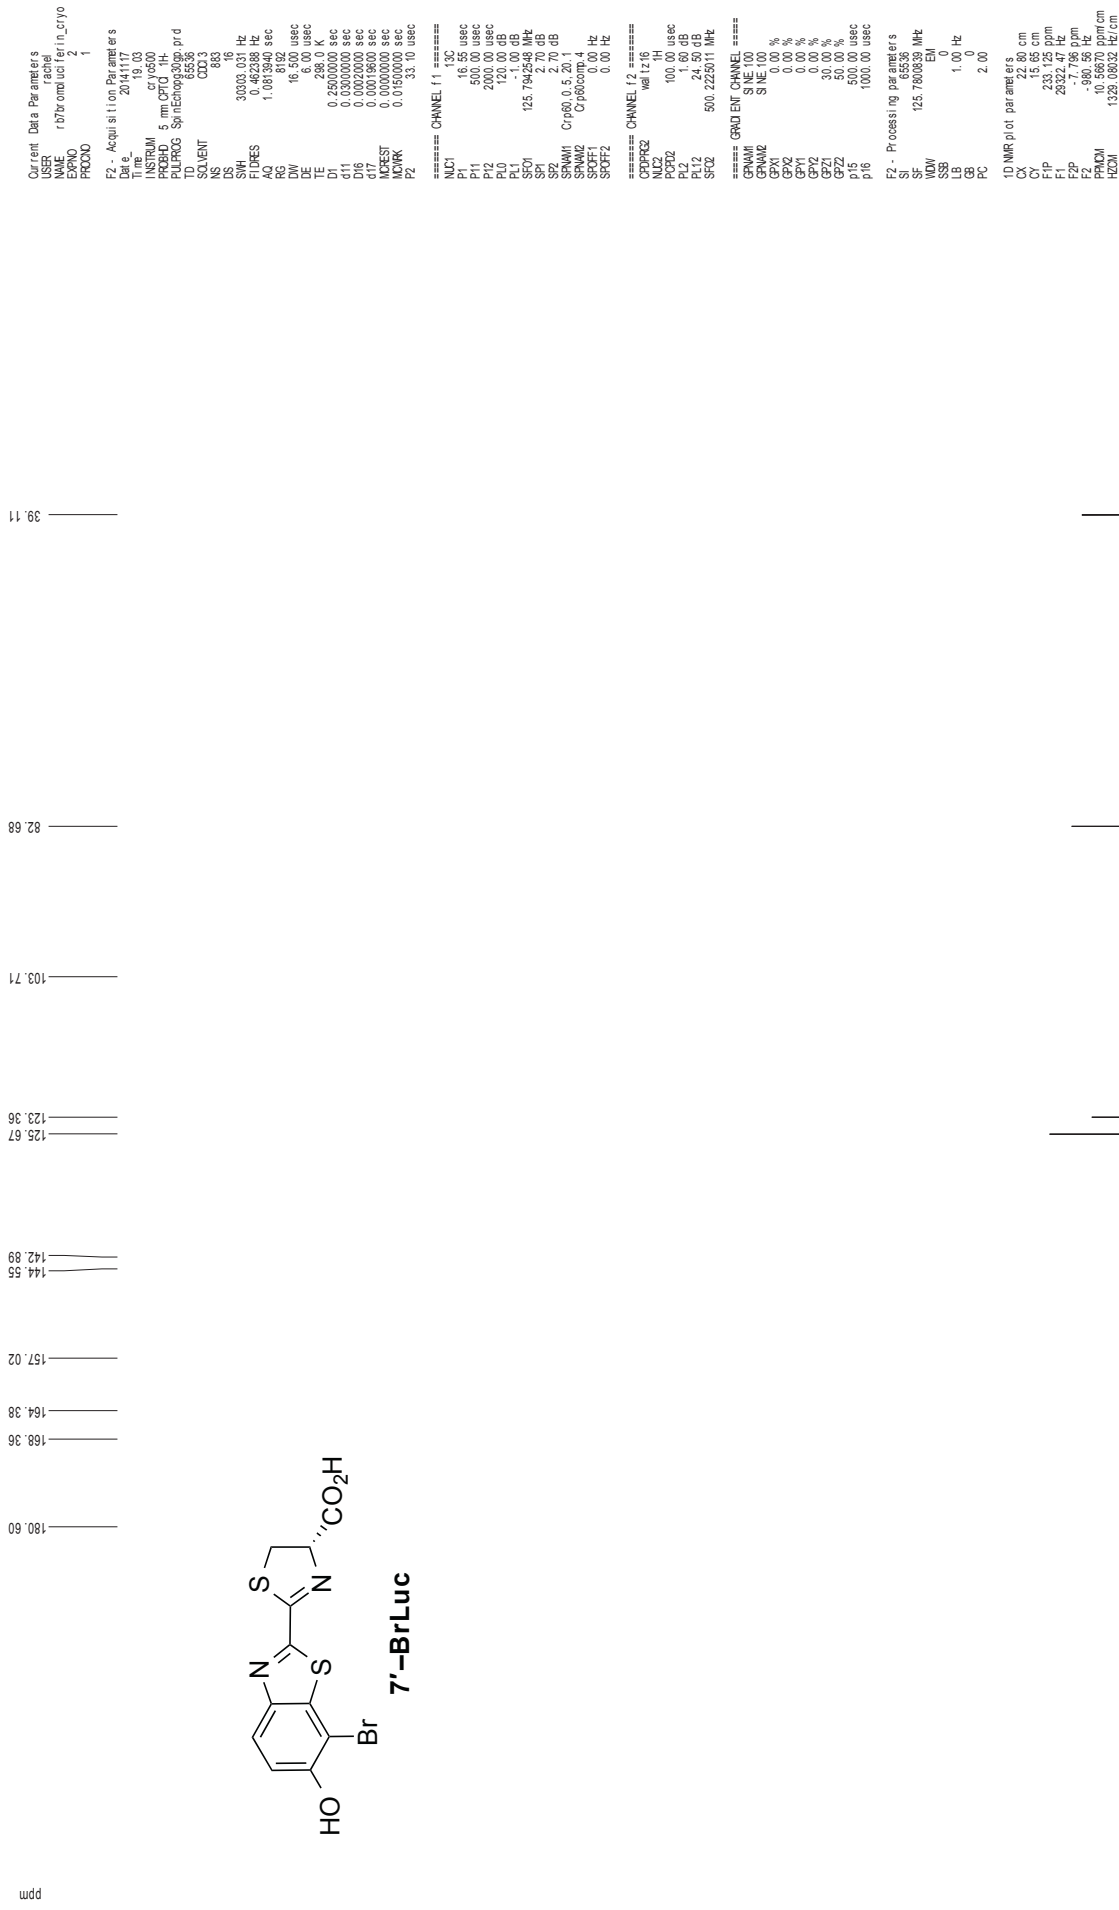 Current Data Parameters
USER rachel
NAME rb7bromoluciferin_cryo
EXPNO 2
PROCNO 1
F2 - Acquisition Parameters
Date_ 20141117
Time 19.03
INSTRUM cryo500
PROBHD 5 mm CPTCI 1H-
PULPROG SpinEchopg30gp.prd
TD 65536
SOLVENT CDCl3
NS 883
DS 16
SWH 30303.031 Hz
FIDRES 0.462388 Hz
AQ 1.0813940 sec
RG 8192
DW 16.500 usec
DE 6.00 usec
TE 298.0 K
D1 0.25000000 sec
d11 0.03000000 sec
D16 0.00020000 sec
d17 0.00019600 sec
MCREST 0.00000000 sec
MCWRK 0.01500000 sec
P2 33.10 usec
======== CHANNEL f1 ========
NUC1 13C
P1 16.55 usec
P11 500.00 usec
P12 2000.00 usec
PL0 120.00 dB
PL1 -1.00 dB
SFO1 125.7942548 MHz
SP1 2.70 dB
SP2 2.70 dB
SPNAM1 Crp60,0.5,20.1
SPNAM2 Crp60comp.4
SPOFF1 0.00 Hz
SPOFF2 0.00 Hz
======== CHANNEL f2 ========
CPDPRG2 waltz16
NUC2 1H
PCPD2 100.00 usec
PL2 1.60 dB
PL12 24.50 dB
SFO2 500.2225011 MHz
===== GRADIENT CHANNEL =====
GPNAM1 SINE.100
GPNAM2 SINE.100
GPX1 0.00 %
GPX2 0.00 %
GPY1 0.00 %
GPY2 0.00 %
GPZ1 30.00 %
GPZ2 50.00 %
p15 500.00 usec
p16 1000.00 usec
F2 - Processing parameters
SI 65536
SF 125.7800839 MHz
WDW EM
SSB 0
LB 1.00 Hz
GB 0
PC 2.00
1D NMR plot parameters
CX 22.80 cm
CY 15.65 cm
F1P 233.125 ppm
F1 29322.47 Hz
F2P -7.796 ppm
F2 -980.56 Hz
PPMCM 10.56670 ppm/cm
HZCM 1329.08032 Hz/cm
39.11
82.68
103.71
123.36
125.67
142.89
144.55
157.02
164.38
168.36
180.60
S
CO2H
N
N
S
Br
HO
7′–BrLuc
ppm